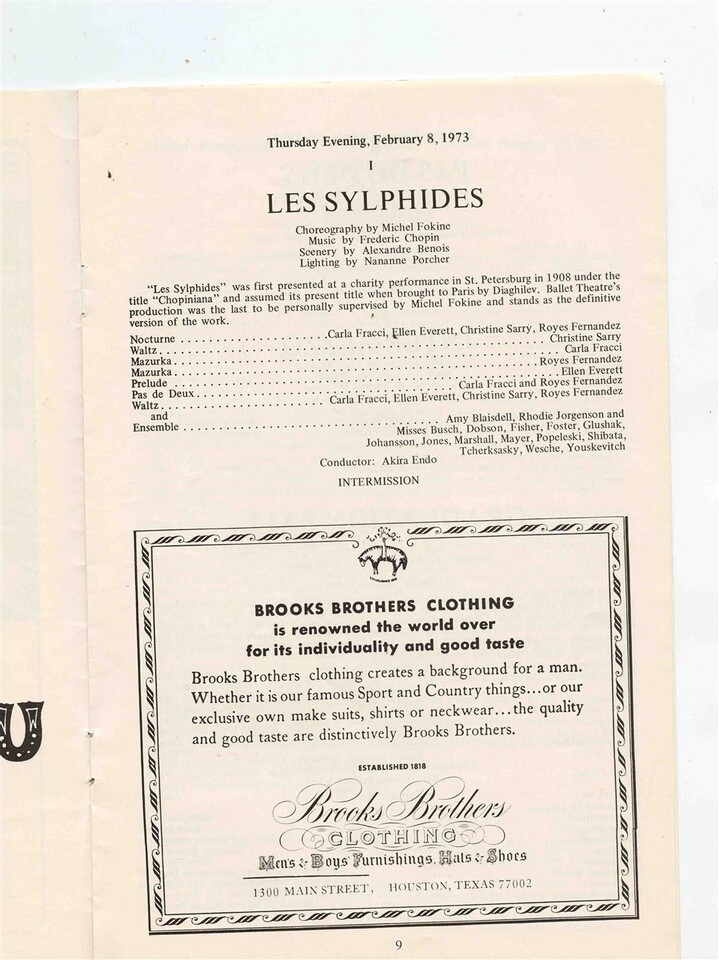 Thursday Evening, February 8, 1973
I
LES SYLPHIDES
Choreography by Michel Fokine
Music by Frederic Chopin
Scenery by Alexandre Benois
Lighting by Nananne Porcher
"Les Sylphides" was first presented at a charity performance in St. Petersburg in 1908 under the
title "Chopiniana" and assumed its present title when brought to Paris by Diaghilev. Ballet Theatre's
production was the last to be personally supervised by Michel Fokine and stands as the definitive
version of the work.
Nocturne . . . . . . . . . . . . . . . . . . . . . .Carla Fracci, Ellen Everett, Christine Sarry, Royes Fernandez
Waltz . . . . . . . . . . . . . . . . . . . . . . . . . . . . . . . . . . . . . . . . Christine Sarry
Mazurka . . . . . . . . . . . . . . . . . . . . . . . . . . . . . . . . . . . . . . . . Carla Fracci
Mazurka . . . . . . . . . . . . . . . . . . . . . . . . . . . . . . . . . . . . . . . . Royes Fernandez
Prelude . . . . . . . . . . . . . . . . . . . . . . . . . . . . . . . . . . . . . . . . Ellen Everett
Pas de Deux . . . . . . . . . . . . . . . . . . . . . . . . . . . . . . Carla Fracci and Royes Fernandez
Waltz . . . . . . . . . . . . . . . . . . . . . . Carla Fracci, Ellen Everett, Christine Sarry, Royes Fernandez
and
Ensemble . . . . . . . . . . . . . . . . . . . . . . . . . . . . . . Amy Blaisdell, Rhodie Jorgenson and
Misses Busch, Dobson, Fisher, Foster, Glushak,
Johansson, Jones, Marshall, Mayer, Popeleski, Shibata,
Tcherksasky, Wesche, Youskevitch
Conductor: Akira Endo
INTERMISSION
ESTABLISHED 1818
BROOKS BROTHERS CLOTHING
is renowned the world over
for its individuality and good taste
Brooks Brothers clothing creates a background for a man.
Whether it is our famous Sport and Country things...or our
exclusive own make suits, shirts or neckwear...the quality
and good taste are distinctively Brooks Brothers.
ESTABLISHED 1818
Brooks Brothers
CLOTHING
Men's & Boys' Furnishings, Hats & Shoes
1300 MAIN STREET, HOUSTON, TEXAS 77002
9
U